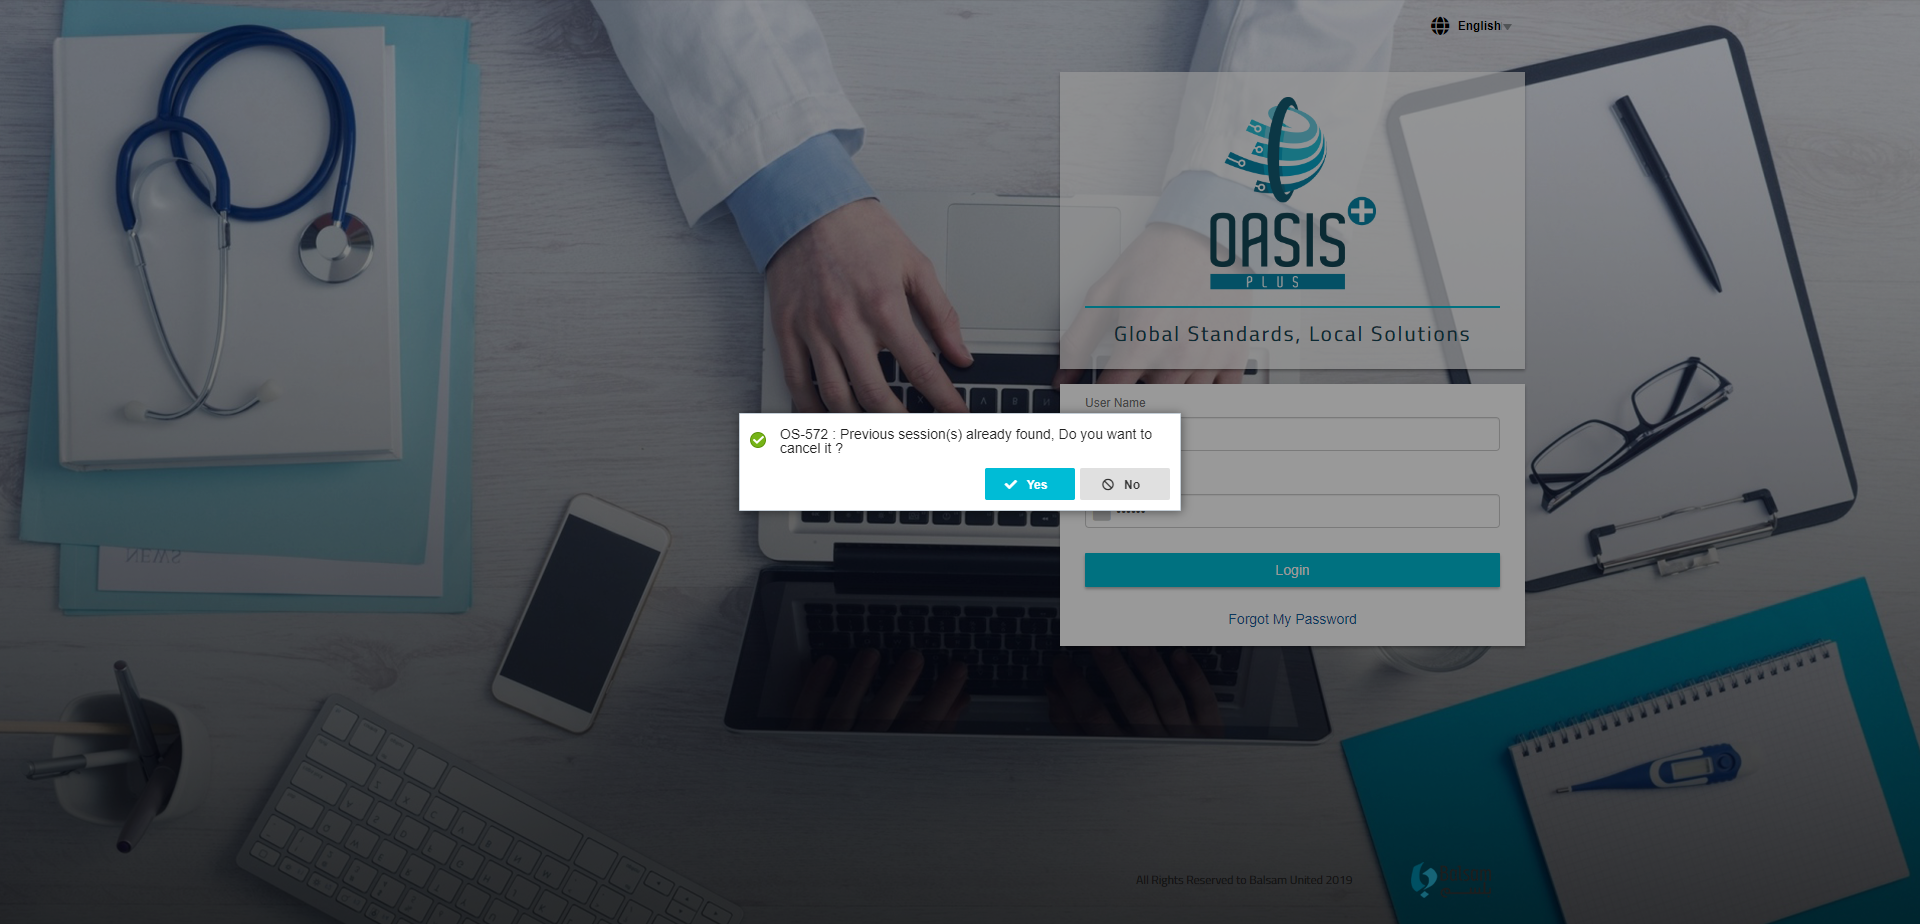 English
OASIS
PLUS
Global Standards, Local Solutions
User Name
OS-572 : Previous session(s) already found, Do you want to
cancel it ?
Yes
No
Login
Forgot My Password
NEWS
All Rights Reserved to Balsam United 2019